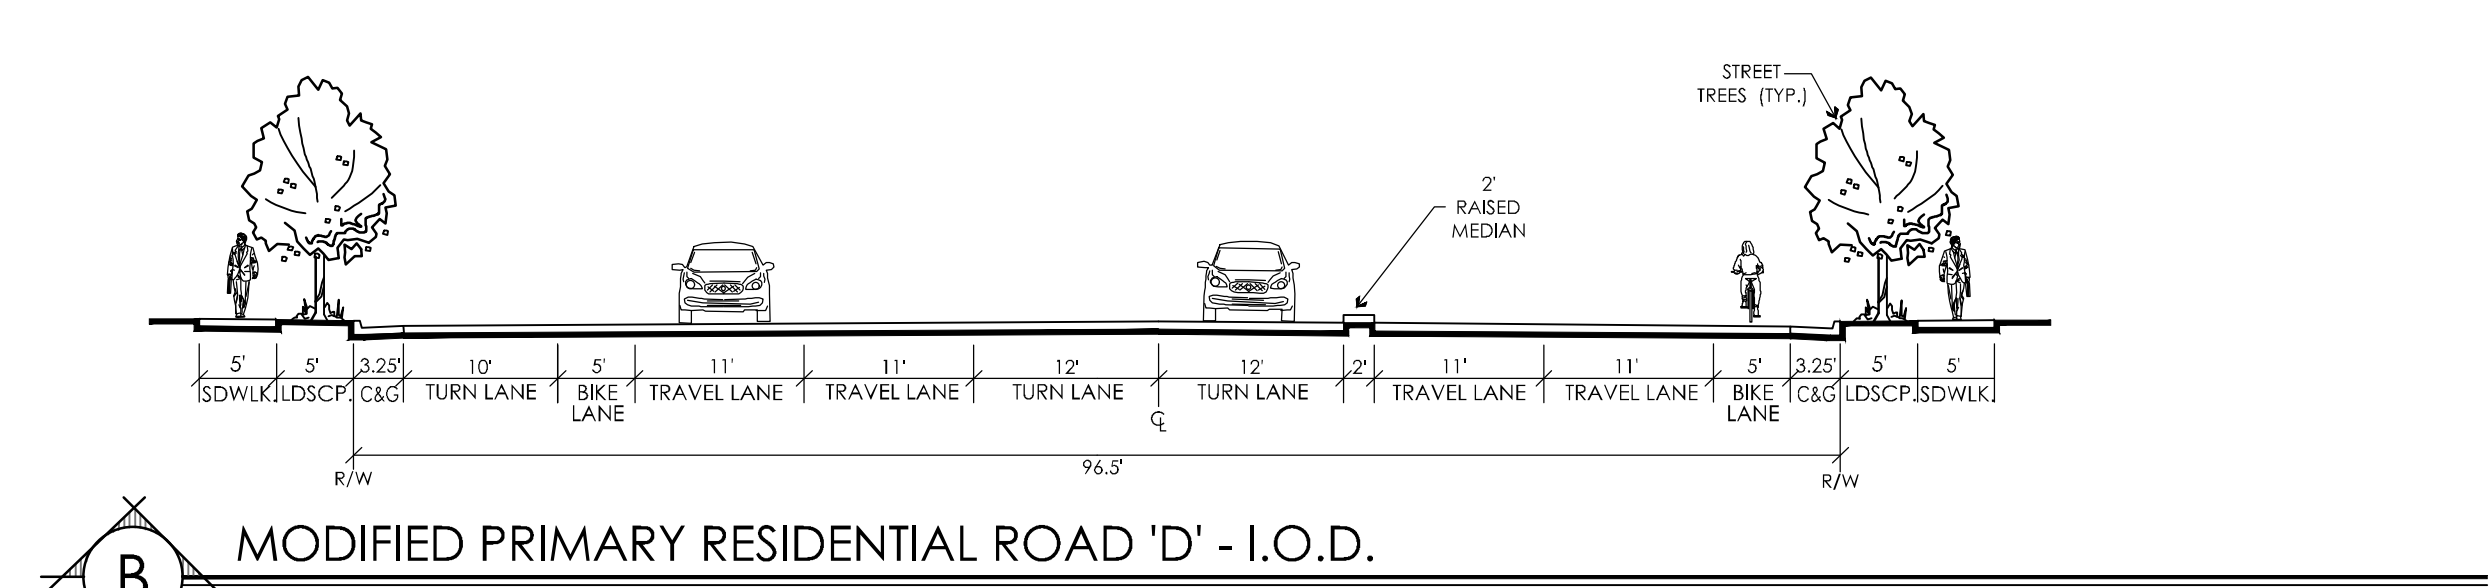 STREET
TREES (TYP.)
2'
RAISED
MEDIAN
5' 5' 3.25' 10' 5' 11' 11' 12' 12' 2' 11' 11' 5' 3.25' 5' 5'
SDWLK. LDSCP. C&G TURN LANE BIKE TRAVEL LANE TRAVEL LANE TURN LANE TURN LANE TRAVEL LANE TRAVEL LANE BIKE C&G LDSCP. SDWLK.
LANE LANE
℄
96.5'
R/W R/W
MODIFIED PRIMARY RESIDENTIAL ROAD 'D' - I.O.D.
B